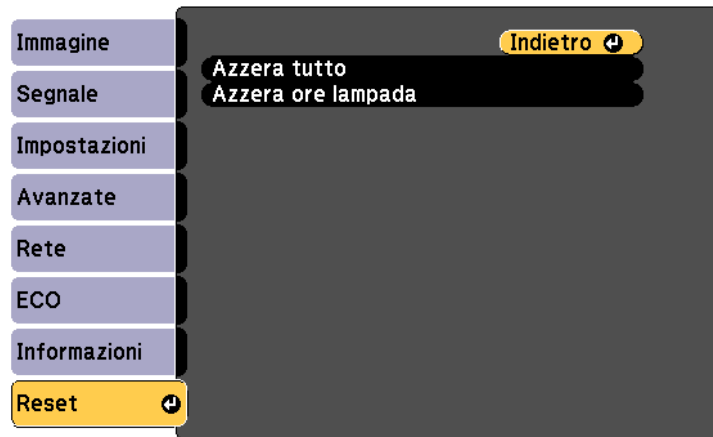 Immagine
Segnale
Impostazioni
Avanzate
Rete
ECO
Informazioni
Reset
Indietro
Azzera tutto
Azzera ore lampada